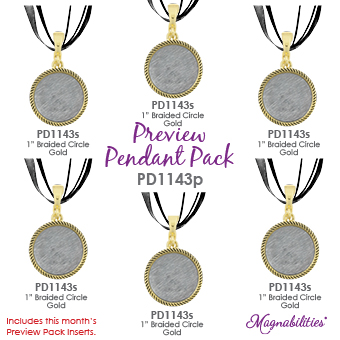 PD1143s
1" Braided Circle
Gold
PD1143s
1" Braided Circle
Gold
PD1143s
1" Braided Circle
Gold
Preview
Pendant Pack
PD1143p
PD1143s
1" Braided Circle
Gold
PD1143s
1" Braided Circle
Gold
PD1143s
1" Braided Circle
Gold
Includes this month's
Preview Pack Inserts.
Magnabilities®